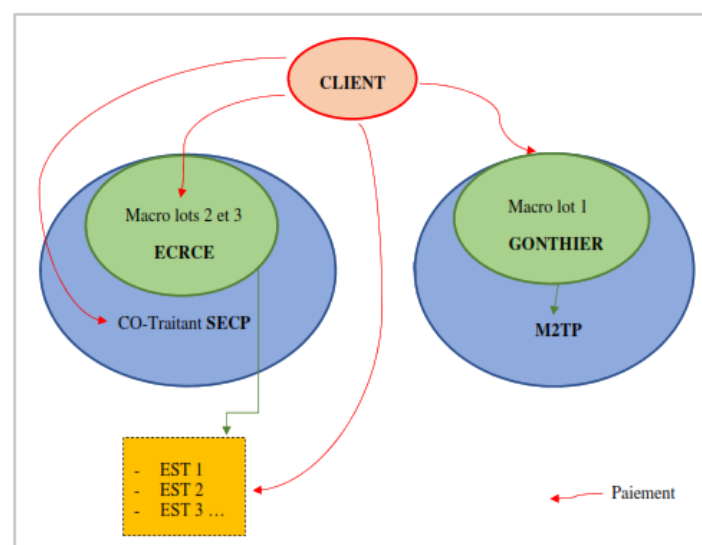 CLIENT
Macro lots 2 et 3
ECRCE
CO-Traitant SECP
Macro lot 1
GONTHIER
M2TP
- EST 1
- EST 2
- EST 3 ...
Paiement